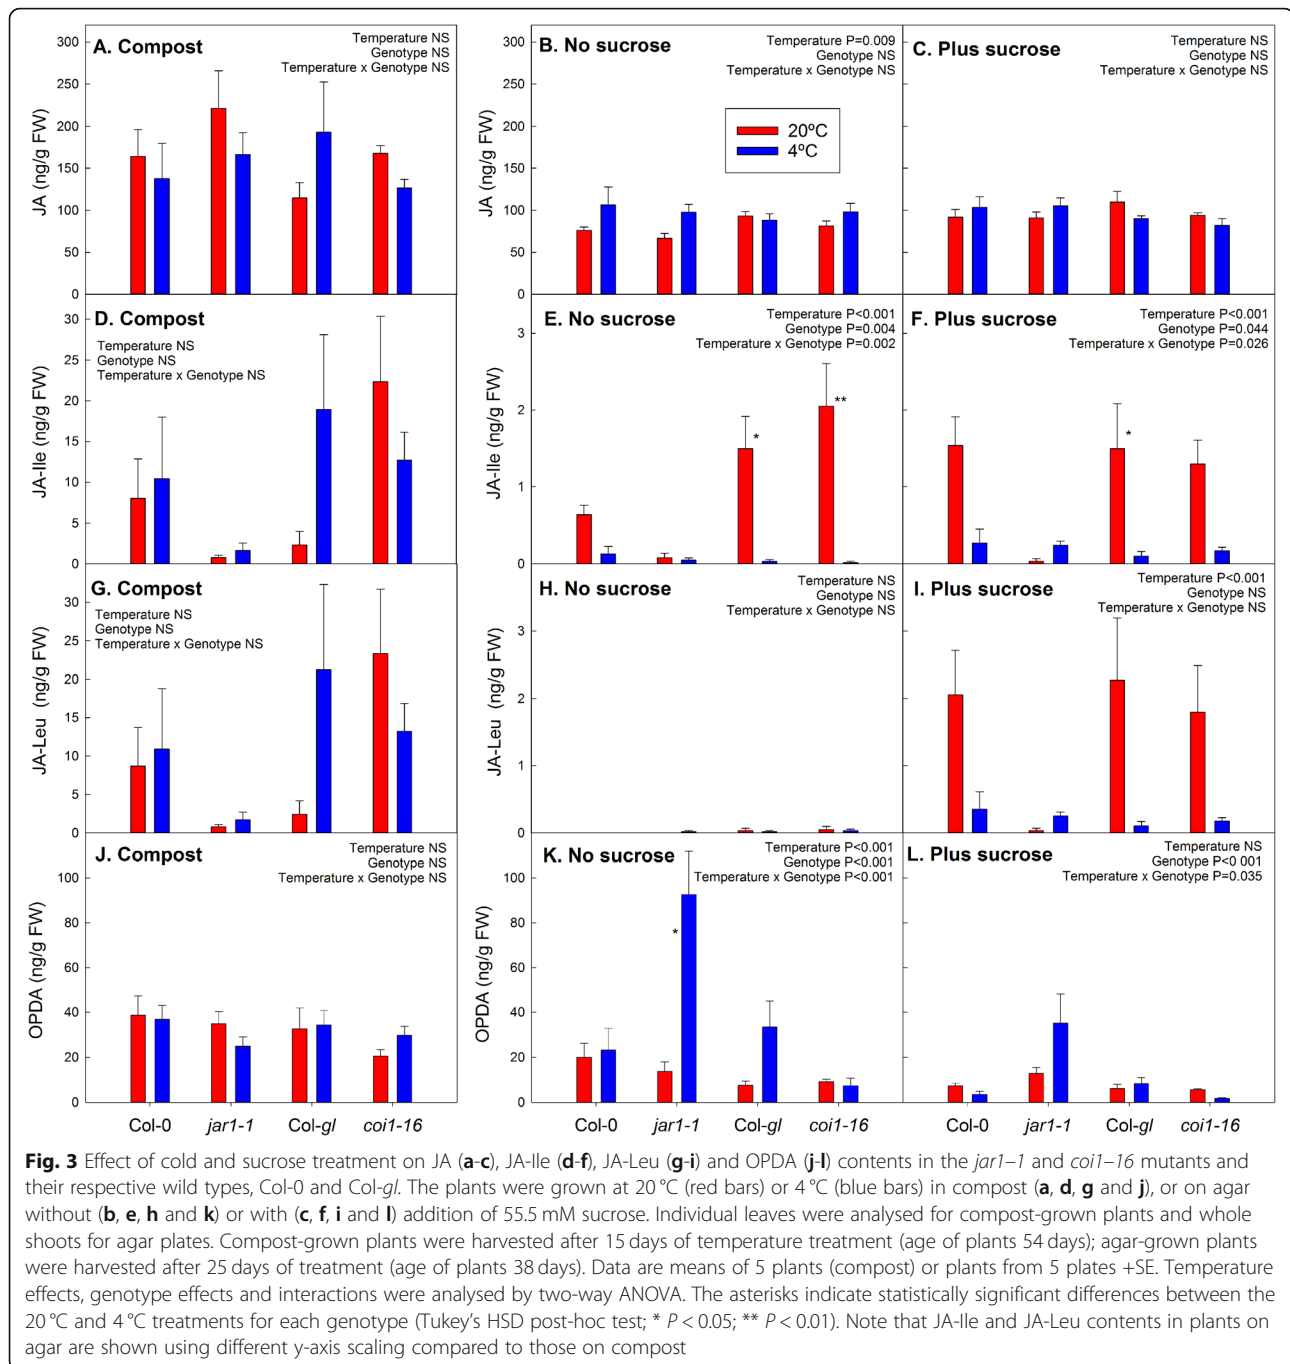 A. Compost
Temperature NS
Genotype NS
Temperature x Genotype NS
JA (ng/g FW)
300
250
200
150
100
50
0
B. No sucrose
Temperature P=0.009
Genotype NS
Temperature x Genotype NS
20ºC
4ºC
JA (ng/g FW)
300
250
200
150
100
50
0
C. Plus sucrose
Temperature NS
Genotype NS
Temperature x Genotype NS
D. Compost
Temperature NS
Genotype NS
Temperature x Genotype NS
JA-Ile (ng/g FW)
30
25
20
15
10
5
0
E. No sucrose
Temperature P<0.001
Genotype P=0.004
Temperature x Genotype P=0.002
JA-Ile (ng/g FW)
3
2
1
0
*
**
F. Plus sucrose
Temperature P<0.001
Genotype P=0.044
Temperature x Genotype P=0.026
*
G. Compost
Temperature NS
Genotype NS
Temperature x Genotype NS
JA-Leu (ng/g FW)
30
25
20
15
10
5
0
H. No sucrose
Temperature NS
Genotype NS
Temperature x Genotype NS
JA-Leu (ng/g FW)
3
2
1
0
I. Plus sucrose
Temperature P<0.001
Genotype NS
Temperature x Genotype NS
J. Compost
Temperature NS
Genotype NS
Temperature x Genotype NS
OPDA (ng/g FW)
100
80
60
40
20
0
K. No sucrose
Temperature P<0.001
Genotype P<0.001
Temperature x Genotype P<0.001
OPDA (ng/g FW)
100
80
60
40
20
0
*
L. Plus sucrose
Temperature NS
Genotype P<0 001
Temperature x Genotype P=0.035
Col-0 jar1-1 Col-gl coi1-16
Col-0 jar1-1 Col-gl coi1-16
Col-0 jar1-1 Col-gl coi1-16
Fig. 3 Effect of cold and sucrose treatment on JA (a-c), JA-Ile (d-f), JA-Leu (g-i) and OPDA (j-l) contents in the jar1–1 and coi1–16 mutants and
their respective wild types, Col-0 and Col-gl. The plants were grown at 20 °C (red bars) or 4 °C (blue bars) in compost (a, d, g and j), or on agar
without (b, e, h and k) or with (c, f, i and l) addition of 55.5 mM sucrose. Individual leaves were analysed for compost-grown plants and whole
shoots for agar plates. Compost-grown plants were harvested after 15 days of temperature treatment (age of plants 54 days); agar-grown plants
were harvested after 25 days of treatment (age of plants 38 days). Data are means of 5 plants (compost) or plants from 5 plates +SE. Temperature
effects, genotype effects and interactions were analysed by two-way ANOVA. The asterisks indicate statistically significant differences between the
20 °C and 4 °C treatments for each genotype (Tukey's HSD post-hoc test; * P < 0.05; ** P < 0.01). Note that JA-Ile and JA-Leu contents in plants on
agar are shown using different y-axis scaling compared to those on compost